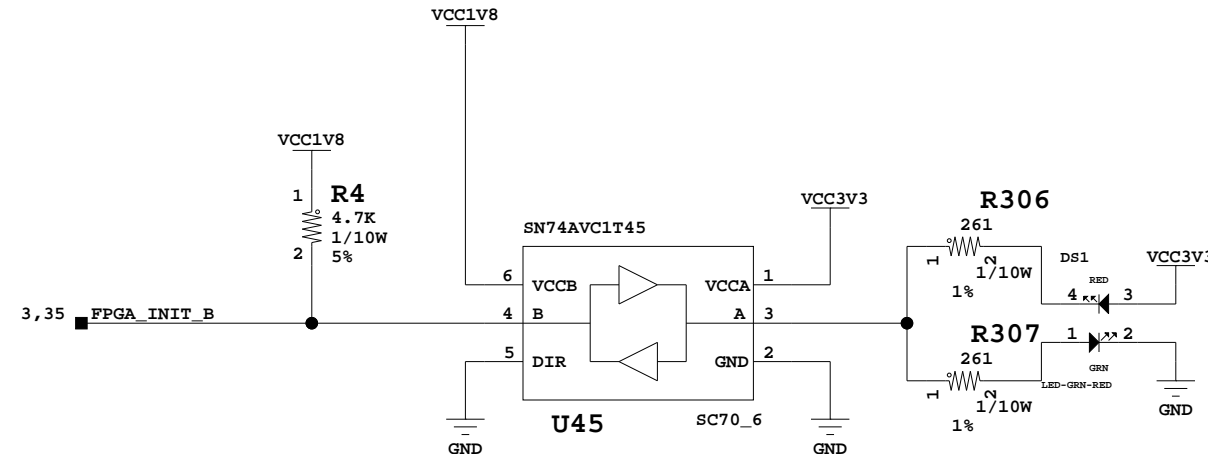 VCC1V8
VCC1V8
1 R4
4.7K
1/10W
2 5%
3,35 FPGA_INIT_B
SN74AVC1T45
6 VCCB VCCA 1
4 B A 3
5 DIR GND 2
U45 SC70_6
GND
GND
VCC3V3
R306
261
1 2
1/10W
1%
DS1
RED
4 3
VCC3V3
R307
261
1 2
1/10W
1%
1 2
GRN
LED-GRN-RED
GND